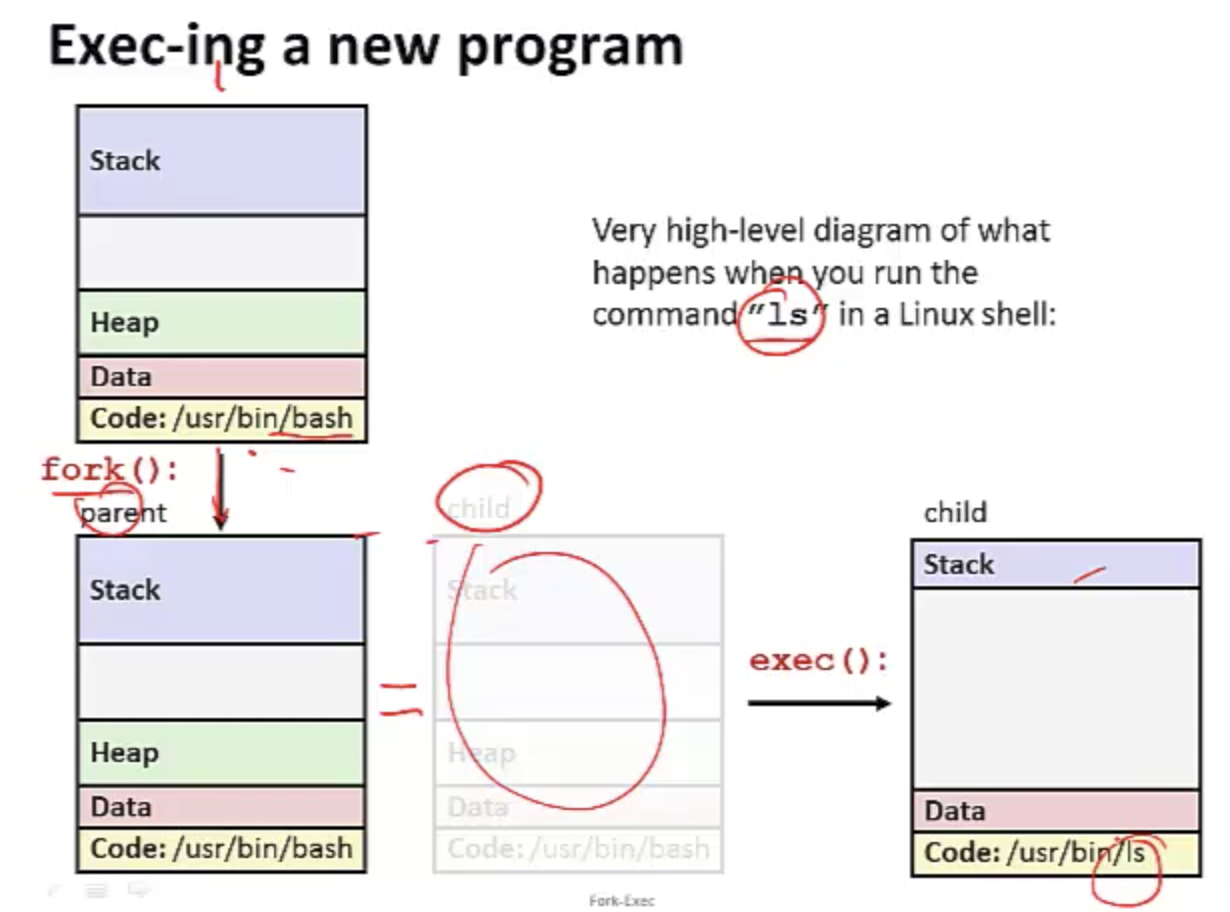 Exec-ing a new program
Stack
Very high-level diagram of what
happens when you run the
command "ls" in a Linux shell:
Heap
Data
Code: /usr/bin/bash
fork():
parent
child
child
Stack
Stack
Stack
exec():
Heap
Heap
Data
Data
Data
Code: /usr/bin/bash
Code: /usr/bin/bash
Code: /usr/bin/ls
Fork-Exec